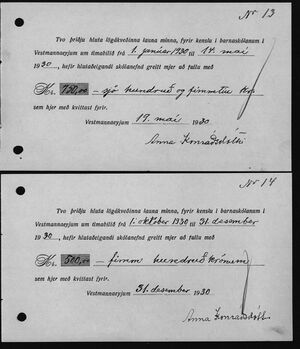 Nr 13
Tvo þriðju hluta lögákveðinna launa minna, fyrir kenslu í barnaskólanum í
Vestmannaeyjum um tímabilið frá 1. janúar 1930 til 14. maí
1930, hefir hlutaðeigandi skólanefnd greitt mjer að fullu með
Kr. 750,00 - sjö hundruð og fimmtíu kr.
sem hjer með kvittast fyrir.
Vestmannaeyjum 19. maí 1930
Anna Konráðsdóttir
Nr 14
Tvo þriðju hluta lögákveðinna launa minna, fyrir kenslu í barnaskólanum í
Vestmannaeyjum um tímabilið frá 1. október 1930 til 31. desember
1930, hefir hlutaðeigandi skólanefnd greitt mjer að fullu með
Kr. 500,00 - fimm hundruð krónum
sem hjer með kvittast fyrir.
Vestmannaeyjum 31. desember 1930
Anna Konráðsdótt.